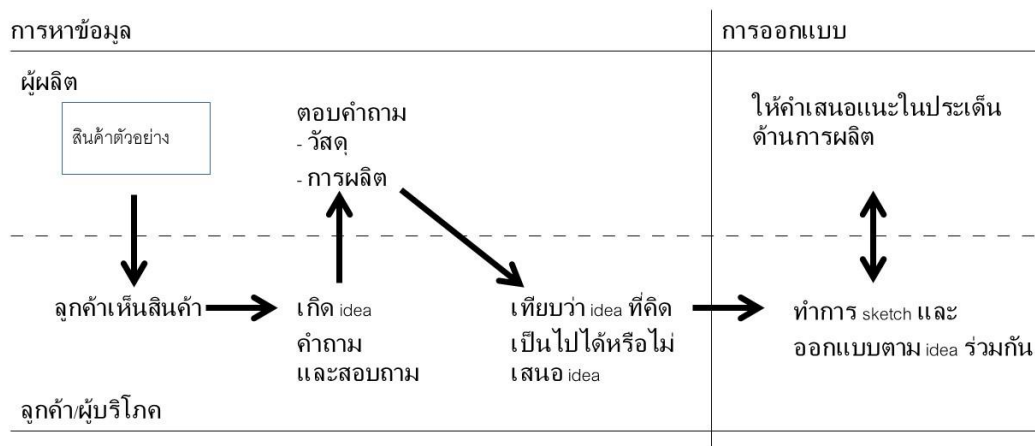 การหาข้อมูล
การออกแบบ
ผู้ผลิต
สินค้าตัวอย่าง
ตอบคำถาม
- วัสดุ
- การผลิต
ให้คำเสนอแนะในประเด็น
ด้านการผลิต
ลูกค้าเห็นสินค้า
เกิด idea
คำถาม
และสอบถาม
เทียบว่า idea ที่คิด
เป็นไปได้หรือไม่
เสนอ idea
ทำการ sketch และ
ออกแบบตาม idea ร่วมกัน
ลูกค้า/ผู้บริโภค